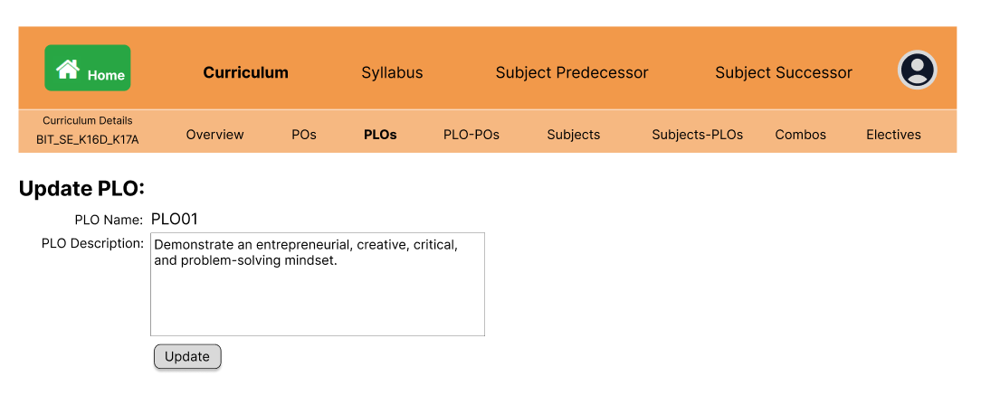 Home
Curriculum
Syllabus
Subject Predecessor
Subject Successor
Curriculum Details
BIT_SE_K16D_K17A
Overview
POs
PLOs
PLO-POs
Subjects
Subjects-PLOs
Combos
Electives
Update PLO:
PLO Name: PLO01
PLO Description: Demonstrate an entrepreneurial, creative, critical,
and problem-solving mindset.
Update